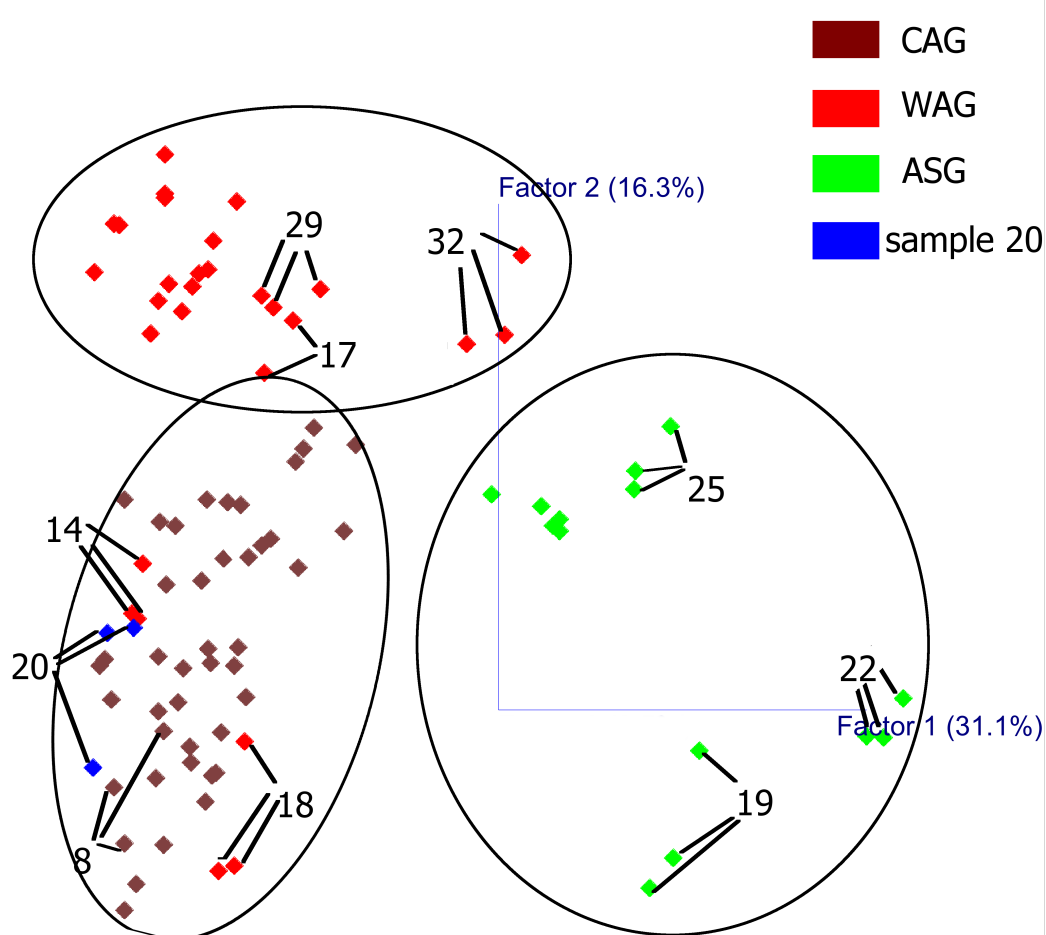 CAG
WAG
ASG
sample 20
Factor 2 (16.3%)
29
32
17
25
14
20
22
Factor 1 (31.1%)
18
19
8